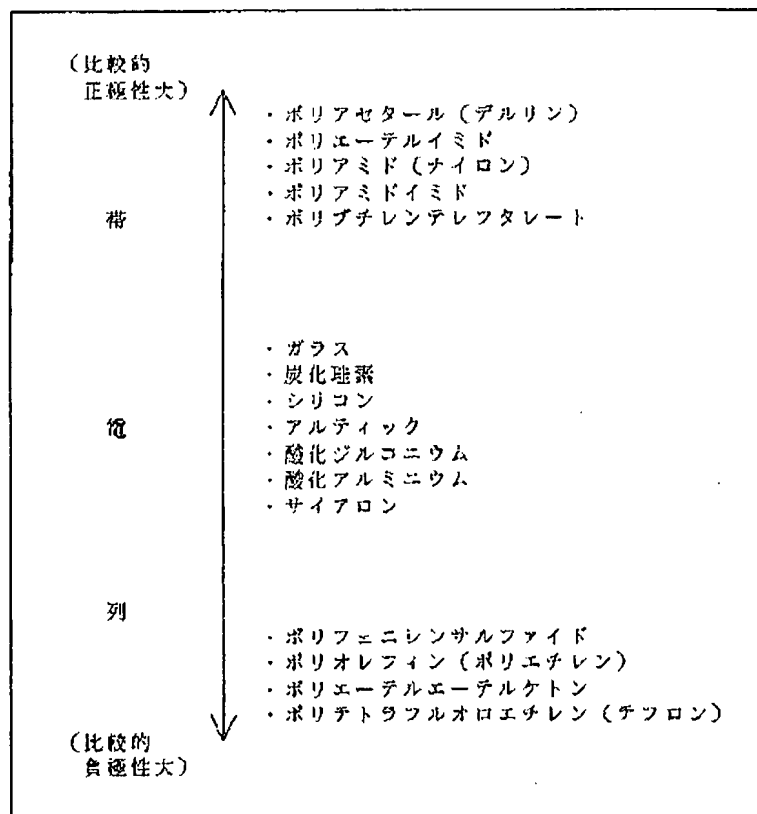 (比較的
正極性大)
・ポリアセタール(デルリン)
・ポリエーテルイミド
・ポリアミド(ナイロン)
・ポリアミドイミド
帯
・ポリブチレンテレフタレート
・ガラス
・炭化珪素
・シリコン
電
・アルティック
・酸化ジルコニウム
・酸化アルミニウム
・サイアロン
列
・ポリフェニレンサルファイド
・ポリオレフィン(ポリエチレン)
・ポリエーテルエーテルケトン
・ポリテトラフルオロエチレン(テフロン)
(比較的
負極性大)